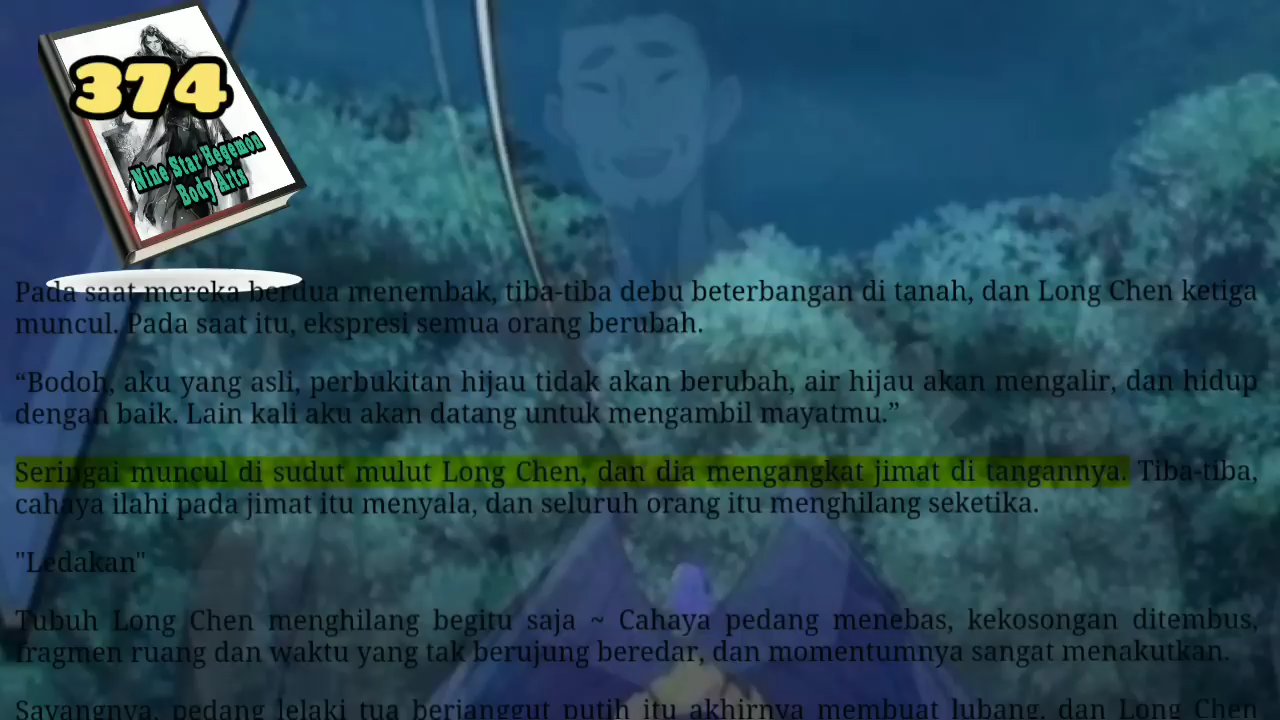 374
Nine Star Hegemon
Body Arts
Pada saat mereka berdua menembak, tiba-tiba debu beterbangan di tanah, dan Long Chen ketiga
muncul. Pada saat itu, ekspresi semua orang berubah.
“Bodoh, aku yang asli, perbukitan hijau tidak akan berubah, air hijau akan mengalir, dan hidup
dengan baik. Lain kali aku akan datang untuk mengambil mayatmu.”
Seringai muncul di sudut mulut Long Chen, dan dia mengangkat jimat di tangannya. Tiba-tiba,
cahaya ilahi pada jimat itu menyala, dan seluruh orang itu menghilang seketika.
"Ledakan"
Tubuh Long Chen menghilang begitu saja ~ Cahaya pedang menebas, kekosongan ditembus,
fragmen ruang dan waktu yang tak berujung beredar, dan momentumnya sangat menakutkan.
Sayangnya, pedang lelaki tua berjanggut putih itu akhirnya membuat lubang, dan Long Chen